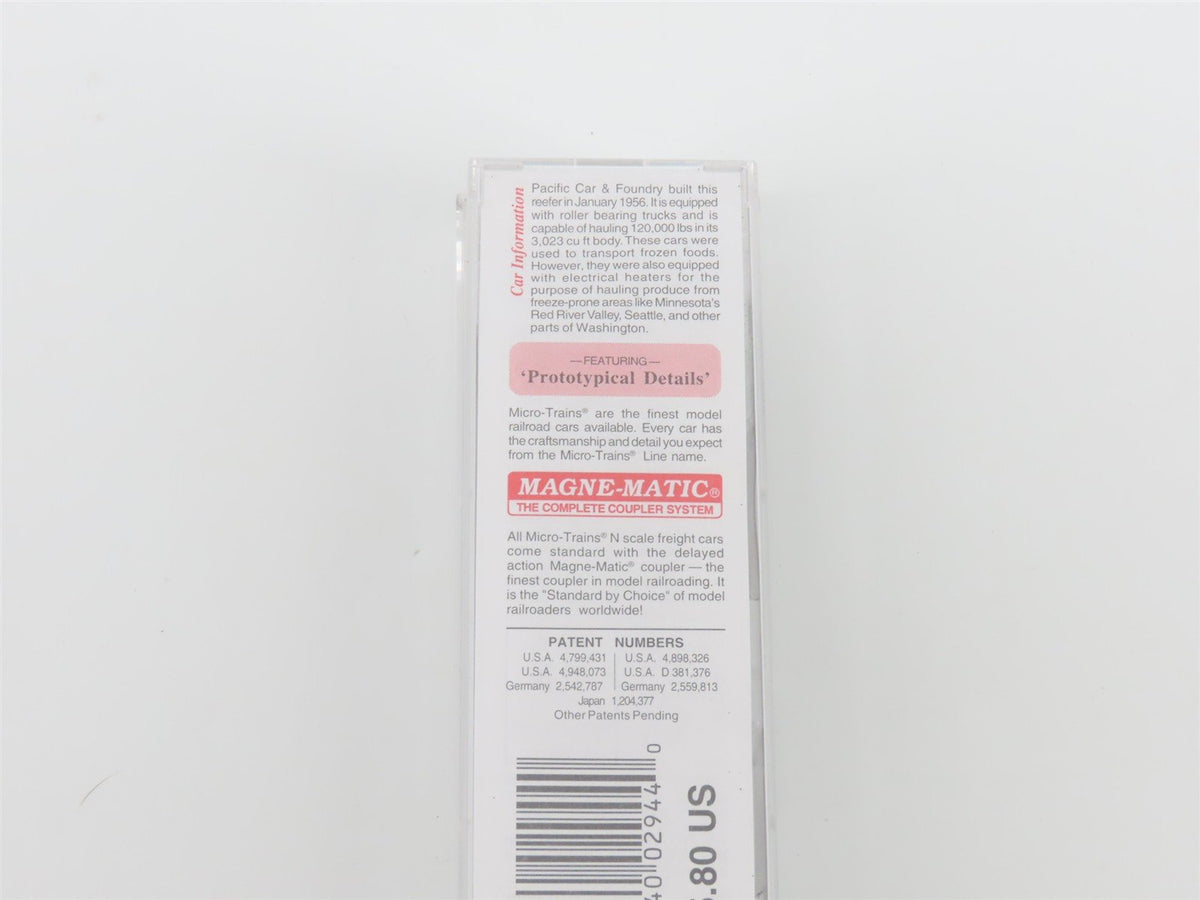 Car Information
Pacific Car & Foundry built this
reefer in January 1956. It is equipped
with roller bearing trucks and is
capable of hauling 120,000 lbs in its
3,023 cu ft body. These cars were
used to transport frozen foods.
However, they were also equipped
with electrical heaters for the
purpose of hauling produce from
freeze-prone areas like Minnesota's
Red River Valley, Seattle, and other
parts of Washington.
—FEATURING—
'Prototypical Details'
Micro-Trains® are the finest model
railroad cars available. Every car has
the craftsmanship and detail you expect
from the Micro-Trains® Line name.
MAGNE-MATIC®
THE COMPLETE COUPLER SYSTEM
All Micro-Trains® N scale freight cars
come standard with the delayed
action Magne-Matic® coupler — the
finest coupler in model railroading. It
is the "Standard by Choice" of model
railroaders worldwide!
PATENT NUMBERS
U.S.A. 4,799,431 U.S.A. 4,898,326
U.S.A. 4,948,073 U.S.A. D 381,376
Germany 2,542,787 Germany 2,559,813
Japan 1,204,377
Other Patents Pending
40 02944 0
.80 US